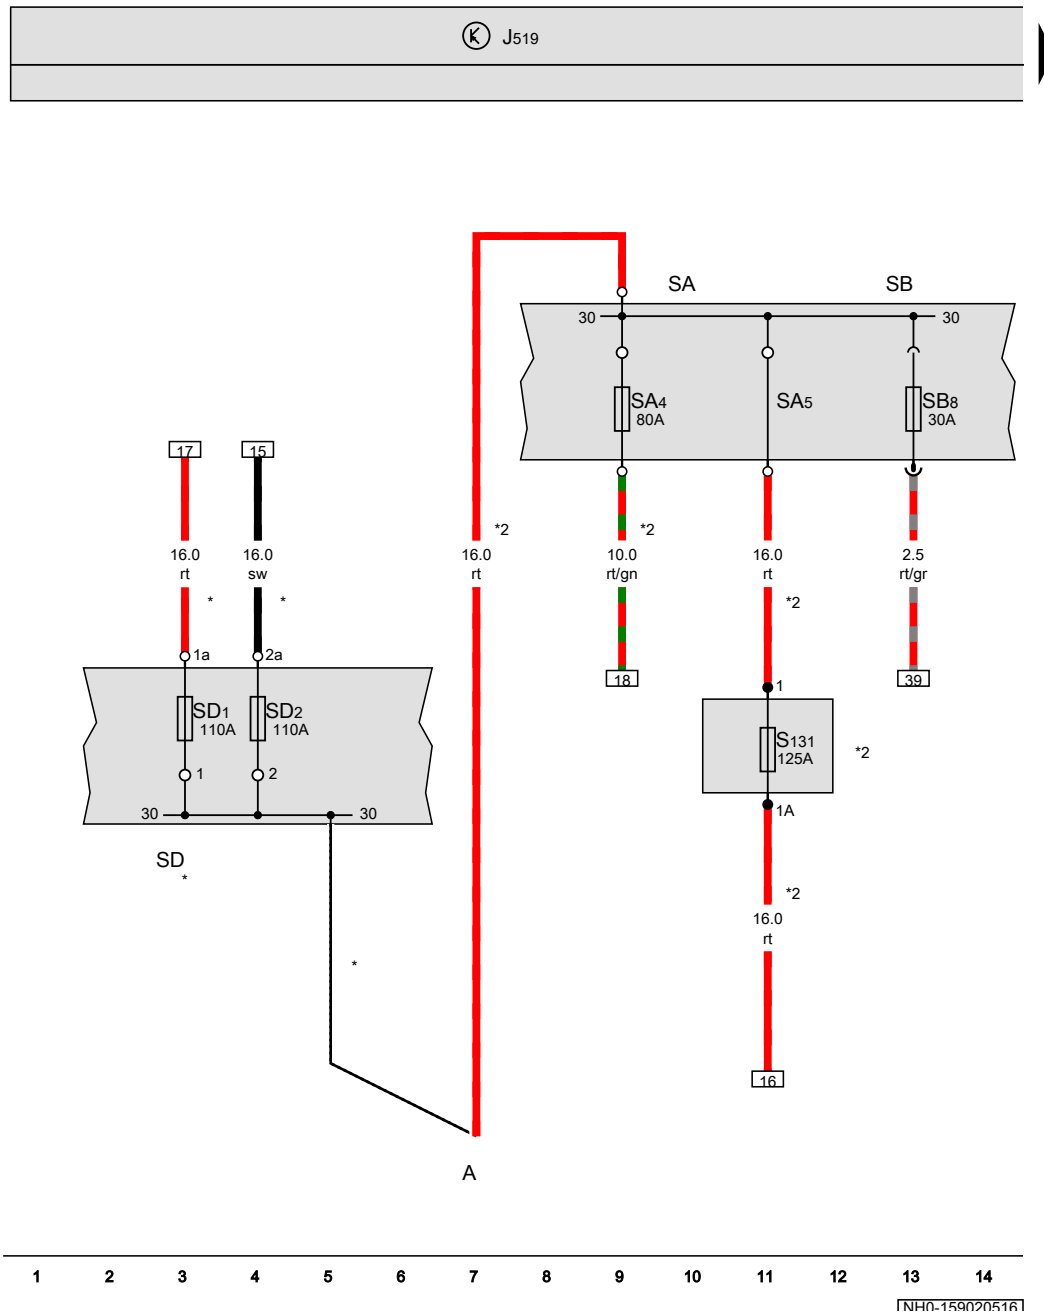 J519
SA
SB
30
30
SA4
80A
SA5
SB8
30A
17
15
*2
*2
16.0
rt
16.0
sw
16.0
rt
10.0
rt/gn
16.0
rt
2.5
rt/gr
*
*
*2
1a
2a
18
39
1
SD1
110A
SD2
110A
S131
125A
*2
1
2
30
30
1A
SD
*
*2
16.0
rt
*
16
A
1 2 3 4 5 6 7 8 9 10 11 12 13 14
NH0-159020516